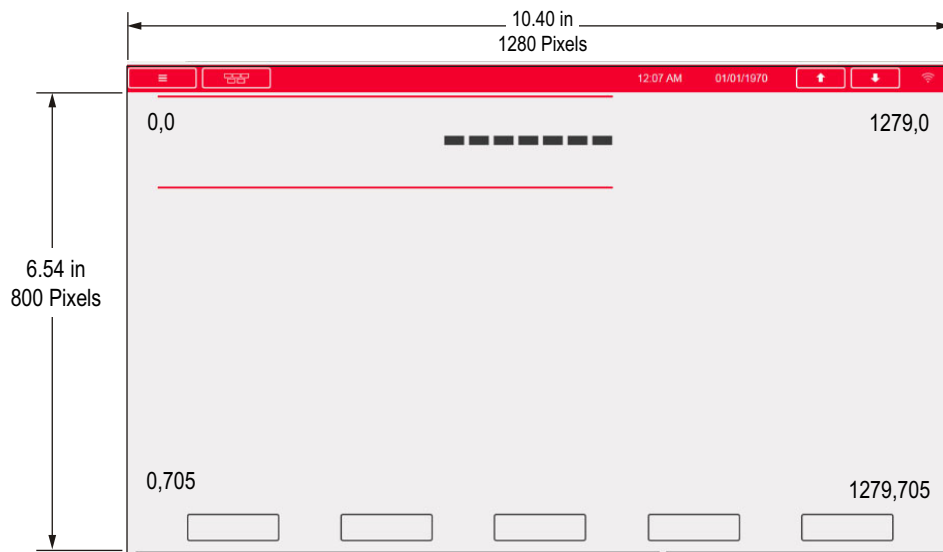 10.40 in
1280 Pixels
12:07 AM 01/01/1970
0,0 1279,0
6.54 in
800 Pixels
0,705 1279,705